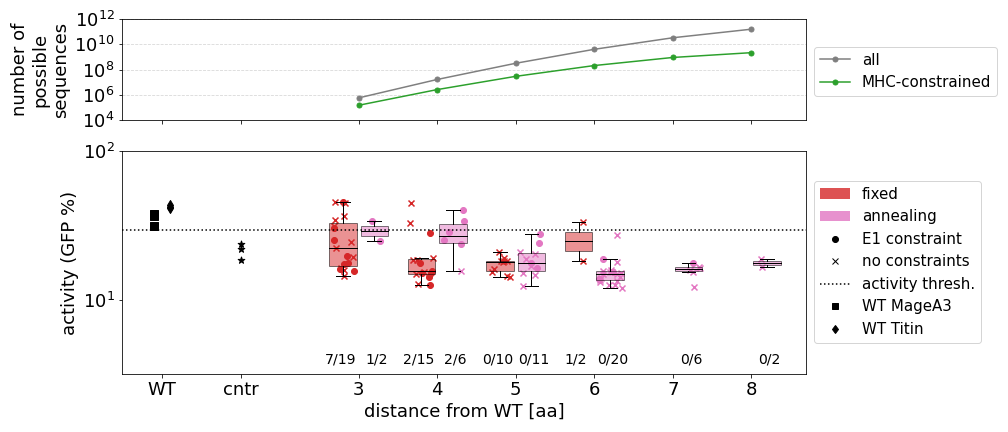 number of
possible
sequences
10^12
10^10
10^8
10^6
10^4
all
MHC-constrained
activity (GFP %)
10^2
10^1
7/19 1/2 2/15 2/6 0/10 0/11 1/2 0/20 0/6 0/2
WT cntr 3 4 5 6 7 8
distance from WT [aa]
fixed
annealing
E1 constraint
no constraints
activity thresh.
WT MageA3
WT Titin